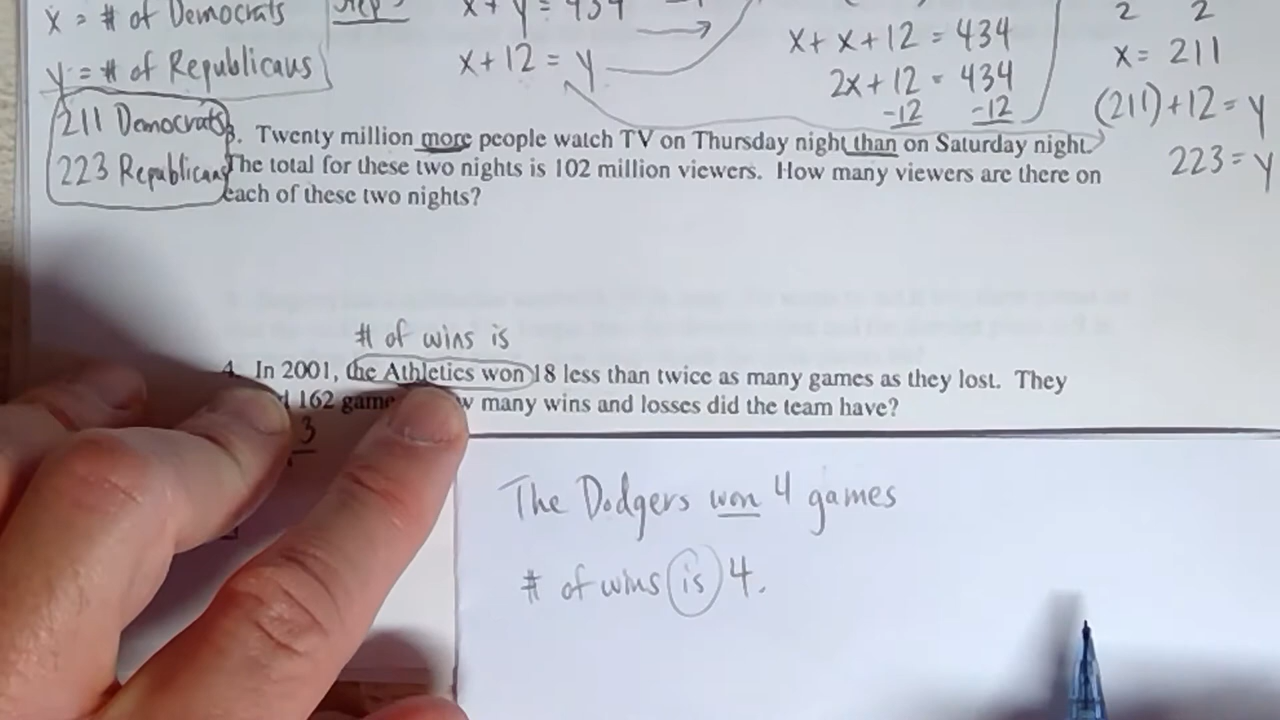 x = # of Democrats
y = # of Republicans
211 Democrats
223 Republicans
Step 3
x + y = 434
x + 12 = y
x + x + 12 = 434
2x + 12 = 434
-12 -12
2 2
x = 211
(211) + 12 = y
223 = y
3. Twenty million more people watch TV on Thursday night than on Saturday night.
The total for these two nights is 102 million viewers. How many viewers are there on
each of these two nights?
# of wins is
4. In 2001, the Athletics won 18 less than twice as many games as they lost. They
162 many wins and losses did the team have?
3
The Dodgers won 4 games
# of wins is 4.